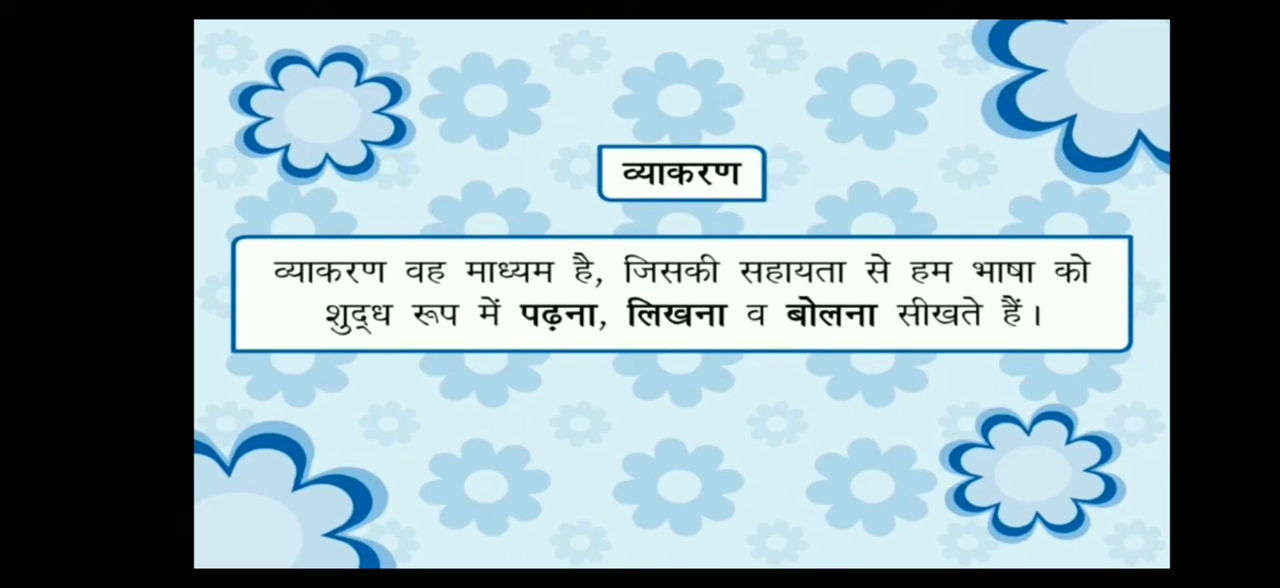 व्याकरण
व्याकरण वह माध्यम है, जिसकी सहायता से हम भाषा को
शुद्ध रूप में पढ़ना, लिखना व बोलना सीखते हैं।